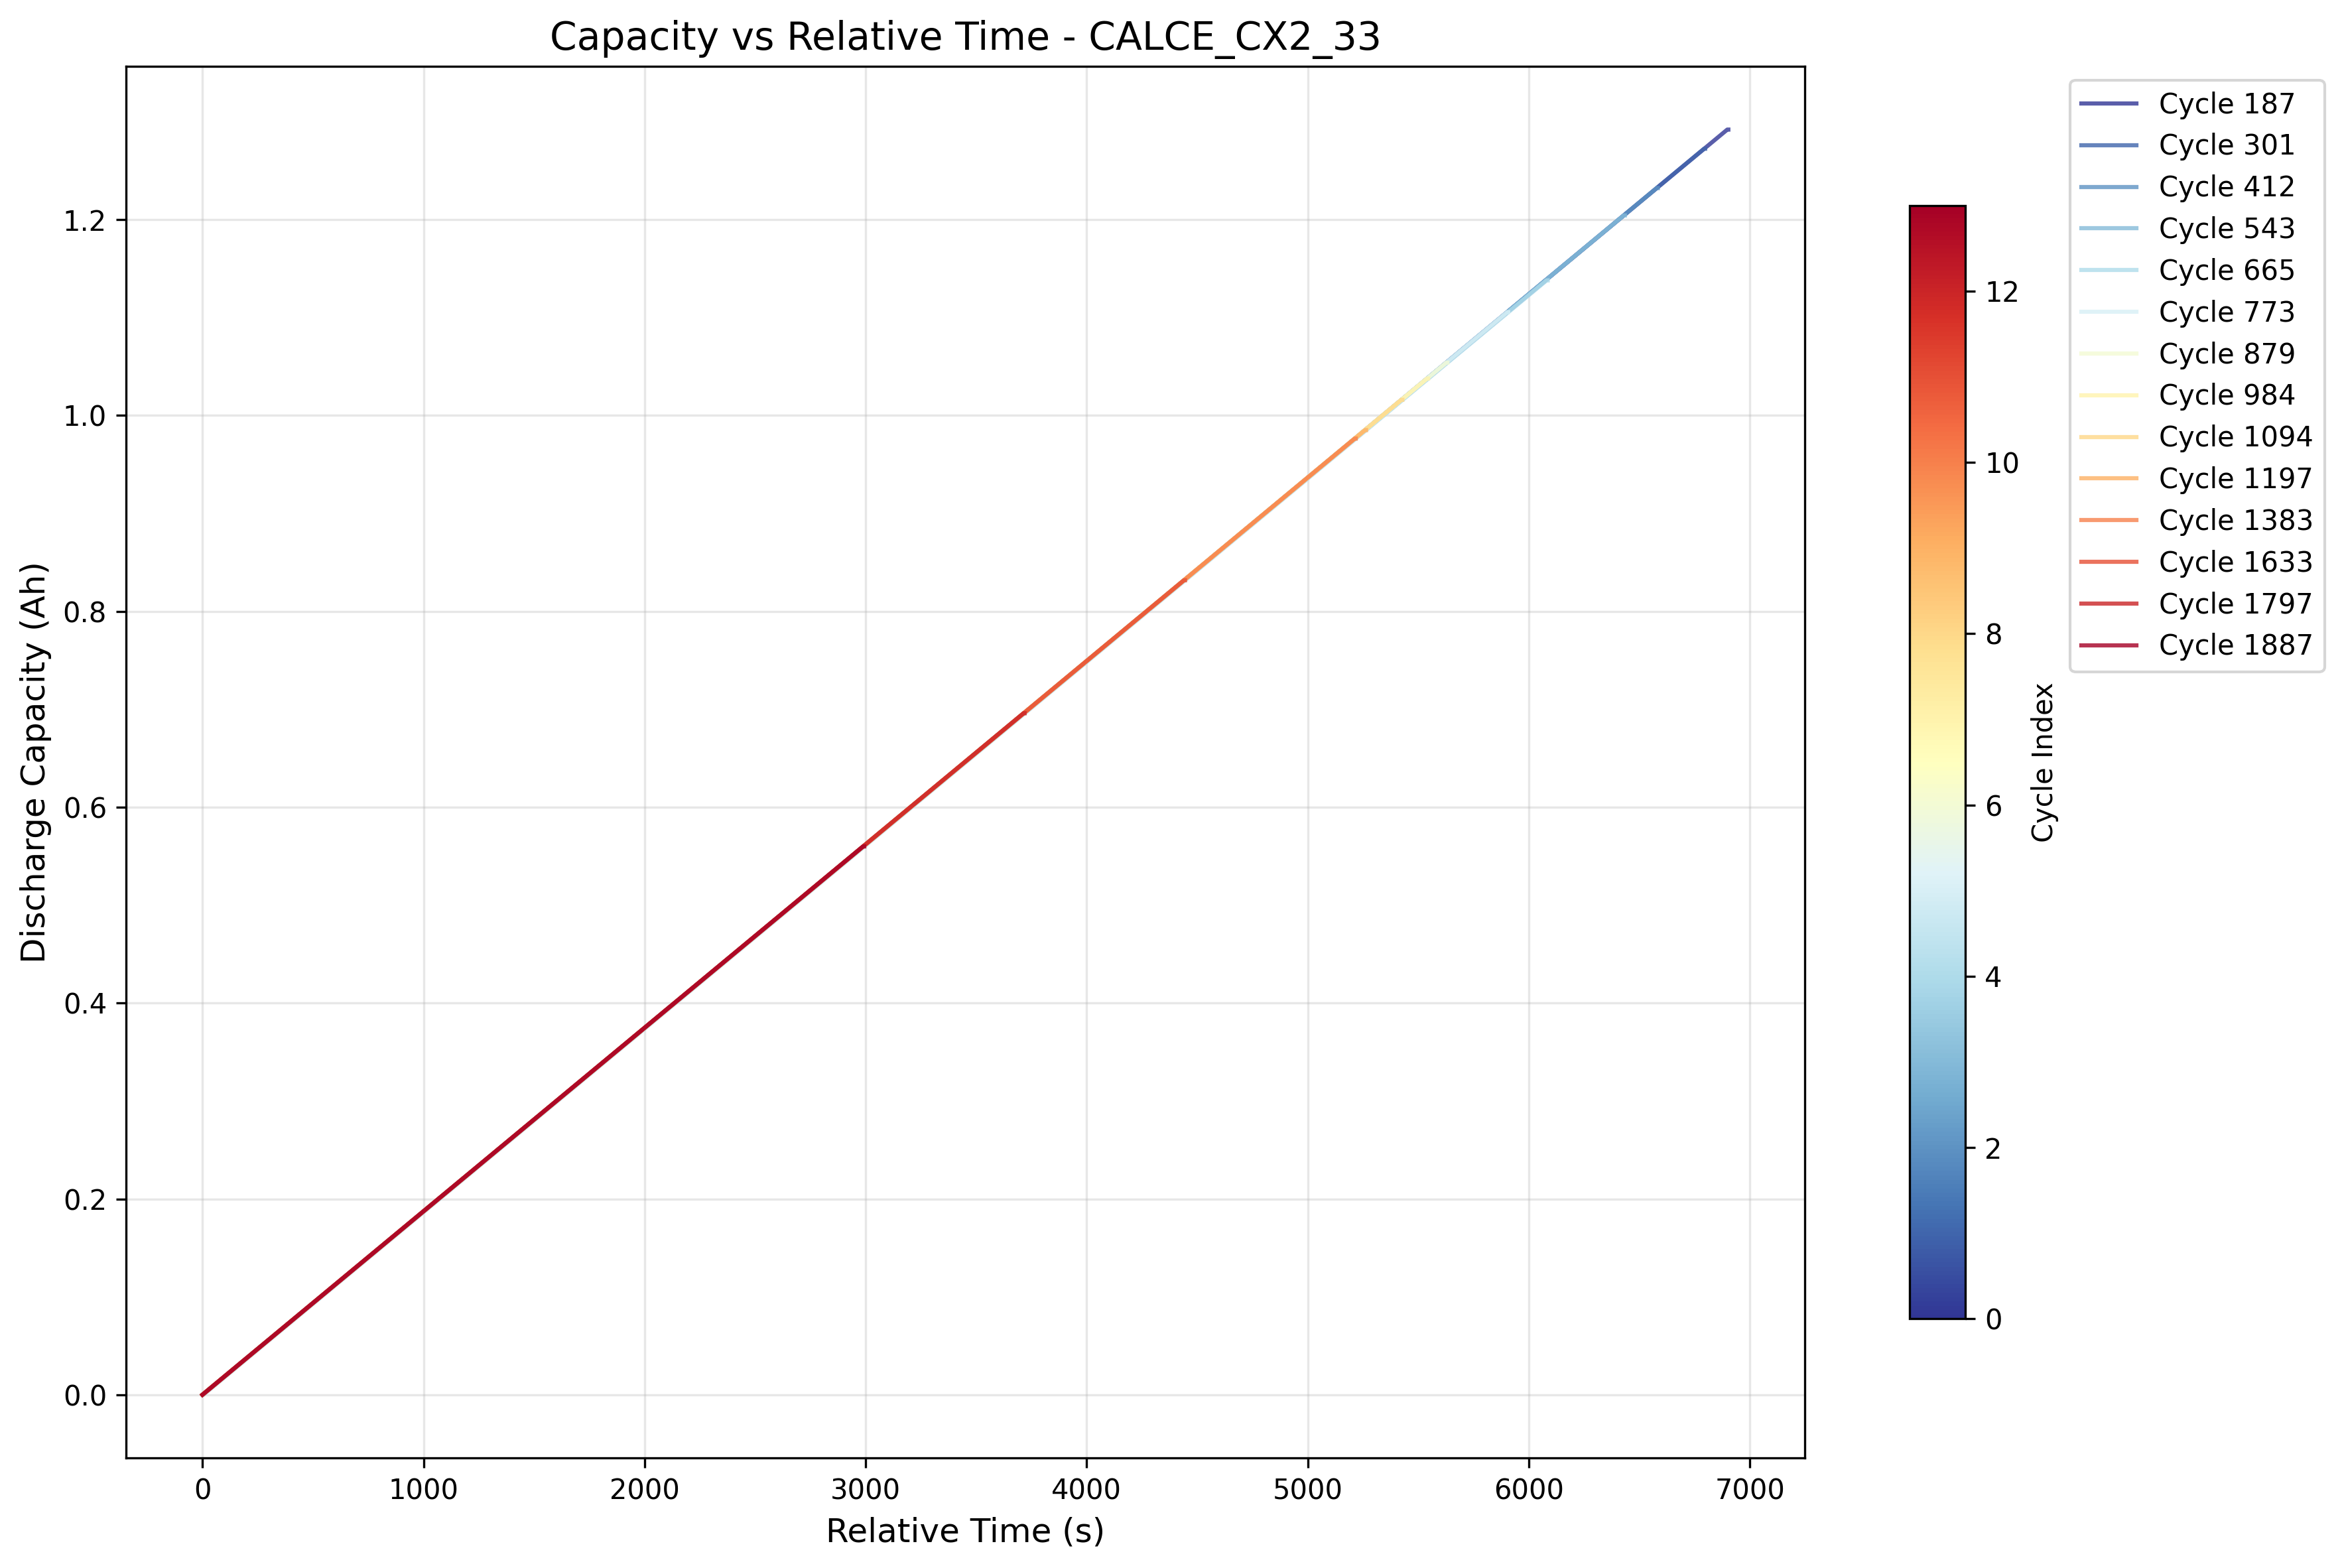 Capacity vs Relative Time - CALCE_CX2_33
Discharge Capacity (Ah)
1.2
1.0
0.8
0.6
0.4
0.2
0.0
0
1000
2000
3000
4000
5000
6000
7000
Relative Time (s)
12
10
8
6
4
2
0
Cycle Index
Cycle 187
Cycle 301
Cycle 412
Cycle 543
Cycle 665
Cycle 773
Cycle 879
Cycle 984
Cycle 1094
Cycle 1197
Cycle 1383
Cycle 1633
Cycle 1797
Cycle 1887